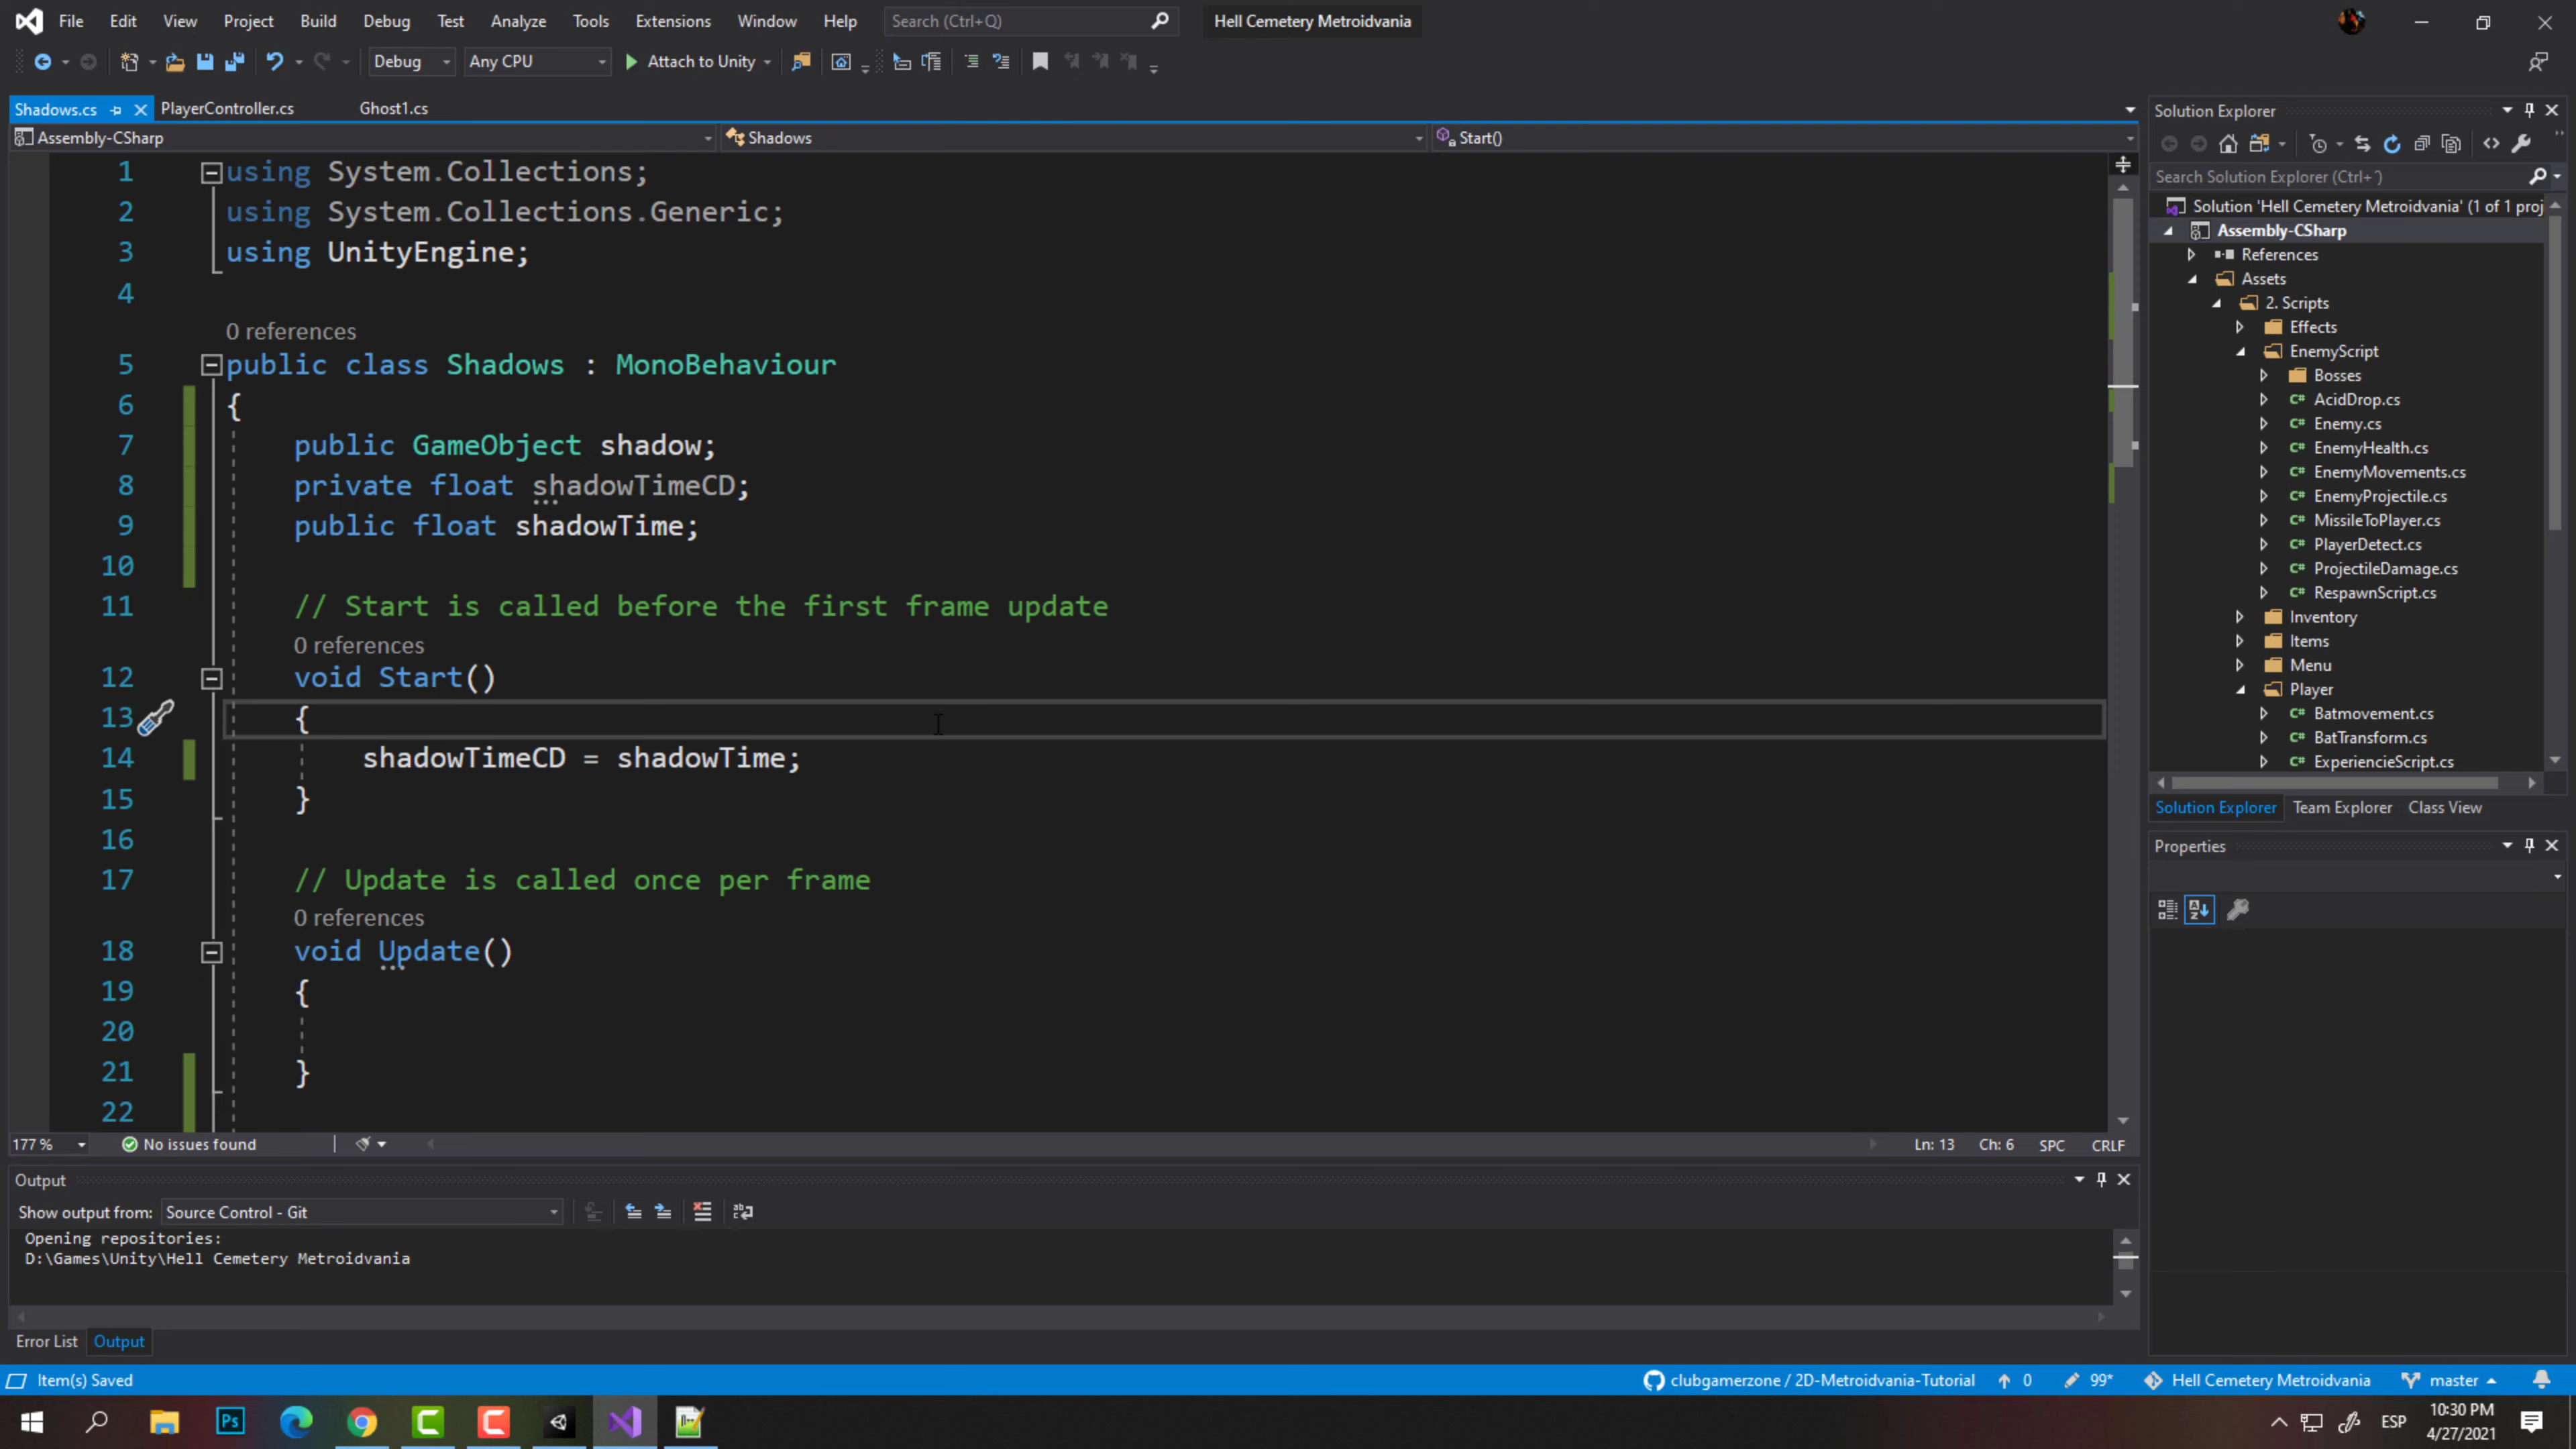 File Edit View Project Build Debug Test Analyze Tools Extensions Window Help Search (Ctrl+Q) Hell Cemetery Metroidvania
Debug Any CPU Attach to Unity
Shadows.cs PlayerController.cs Ghost1.cs
Assembly-CSharp Shadows Start()
1 using System.Collections;
2 using System.Collections.Generic;
3 using UnityEngine;
4
0 references
5 public class Shadows : MonoBehaviour
6 {
7 public GameObject shadow;
8 private float shadowTimeCD;
9 public float shadowTime;
10
11 // Start is called before the first frame update
0 references
12 void Start()
13 {
14 shadowTimeCD = shadowTime;
15 }
16
17 // Update is called once per frame
0 references
18 void Update()
19 {
20
21 }
22
177 % No issues found Ln: 13 Ch: 6 SPC CRLF
Output
Show output from: Source Control - Git
Opening repositories:
D:\Games\Unity\Hell Cemetery Metroidvania
Error List Output
Solution Explorer
Search Solution Explorer (Ctrl+´)
Solution 'Hell Cemetery Metroidvania' (1 of 1 proj
Assembly-CSharp
References
Assets
2. Scripts
Effects
EnemyScript
Bosses
C# AcidDrop.cs
C# Enemy.cs
C# EnemyHealth.cs
C# EnemyMovements.cs
C# EnemyProjectile.cs
C# MissileToPlayer.cs
C# PlayerDetect.cs
C# ProjectileDamage.cs
C# RespawnScript.cs
Inventory
Items
Menu
Player
C# Batmovement.cs
C# BatTransform.cs
C# ExperiencieScript.cs
Solution Explorer Team Explorer Class View
Properties
Item(s) Saved clubgamerzone / 2D-Metroidvania-Tutorial 0 99* Hell Cemetery Metroidvania master
Ps ESP 10:30 PM
4/27/2021